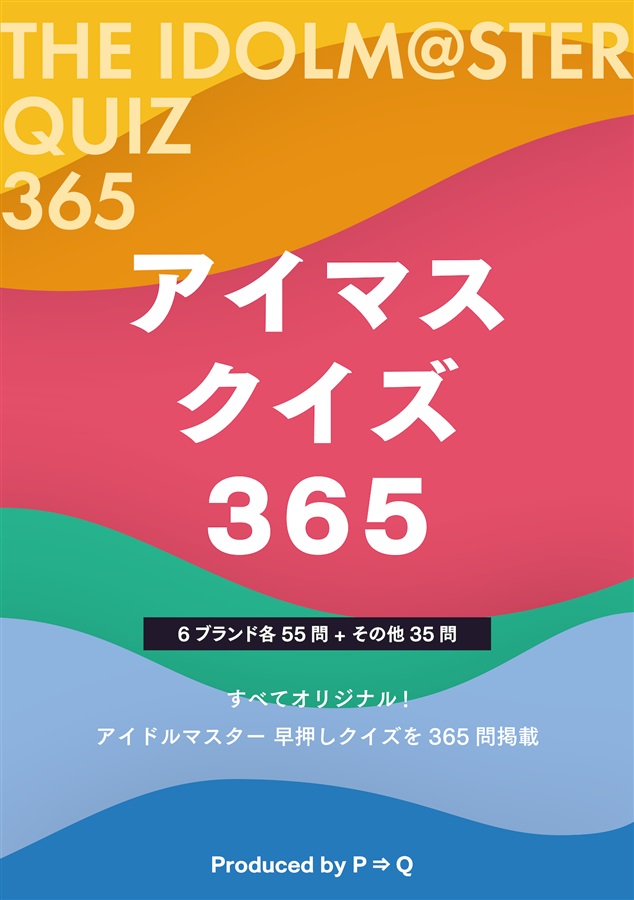 THE IDOLM@STER
QUIZ
365
アイマス
クイズ
365
6ブランド各55問+その他35問
すべてオリジナル！
アイドルマスター 早押しクイズを365問掲載
Produced by P⇒Q